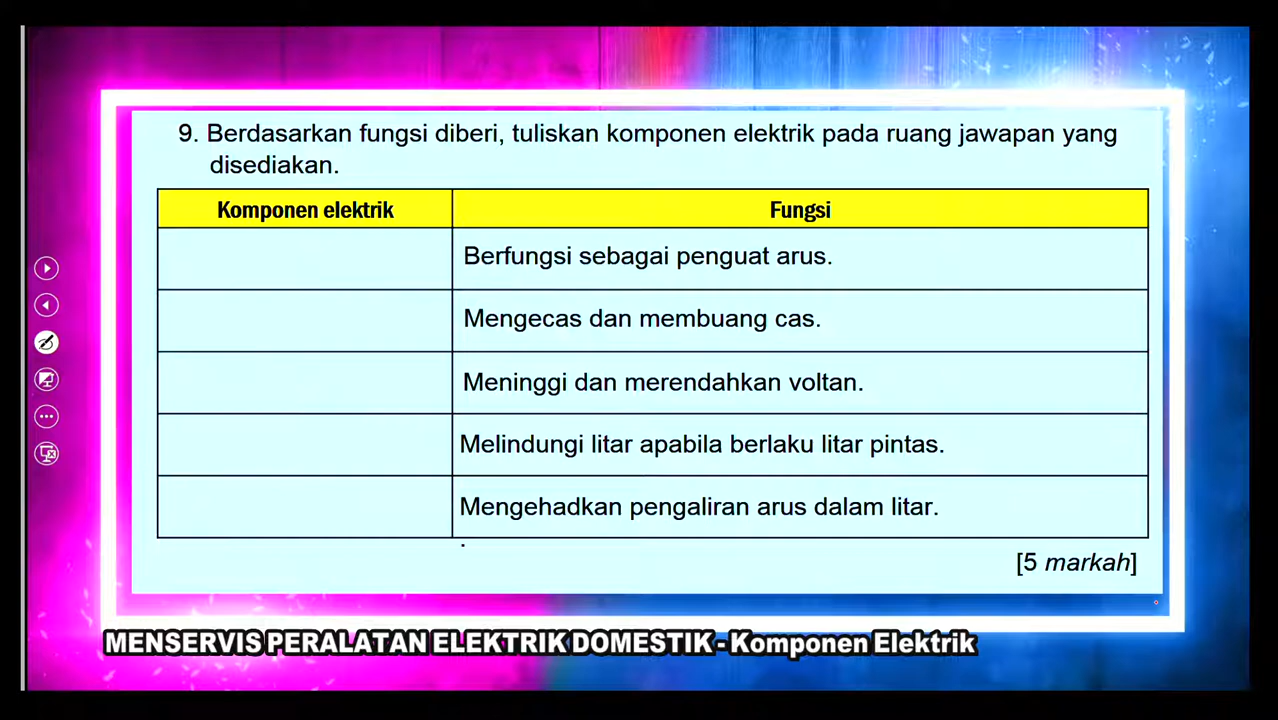 9. Berdasarkan fungsi diberi, tuliskan komponen elektrik pada ruang jawapan yang
disediakan.
Komponen elektrik
Fungsi
Berfungsi sebagai penguat arus.
Mengecas dan membuang cas.
Meninggi dan merendahkan voltan.
Melindungi litar apabila berlaku litar pintas.
Mengehadkan pengaliran arus dalam litar.
[5 markah]
MENSERVIS PERALATAN ELEKTRIK DOMESTIK - Komponen Elektrik